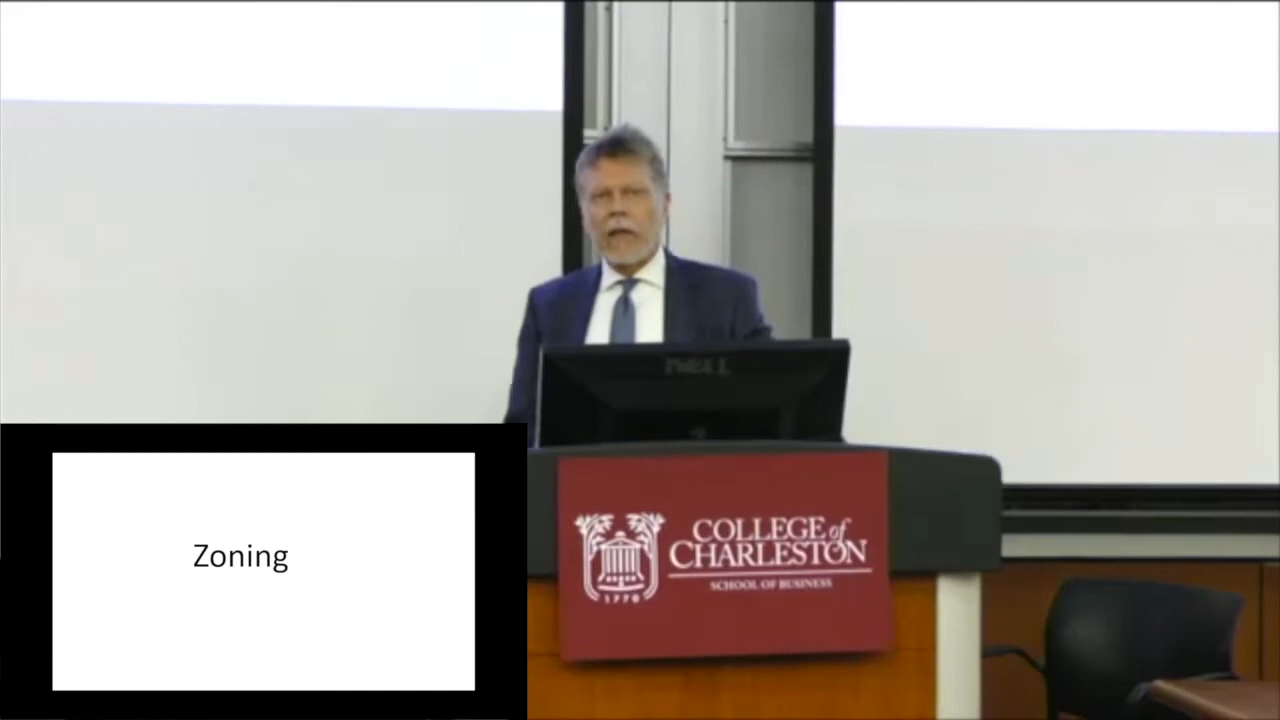 DELL
Zoning
COLLEGE of
CHARLESTON
SCHOOL OF BUSINESS
1770